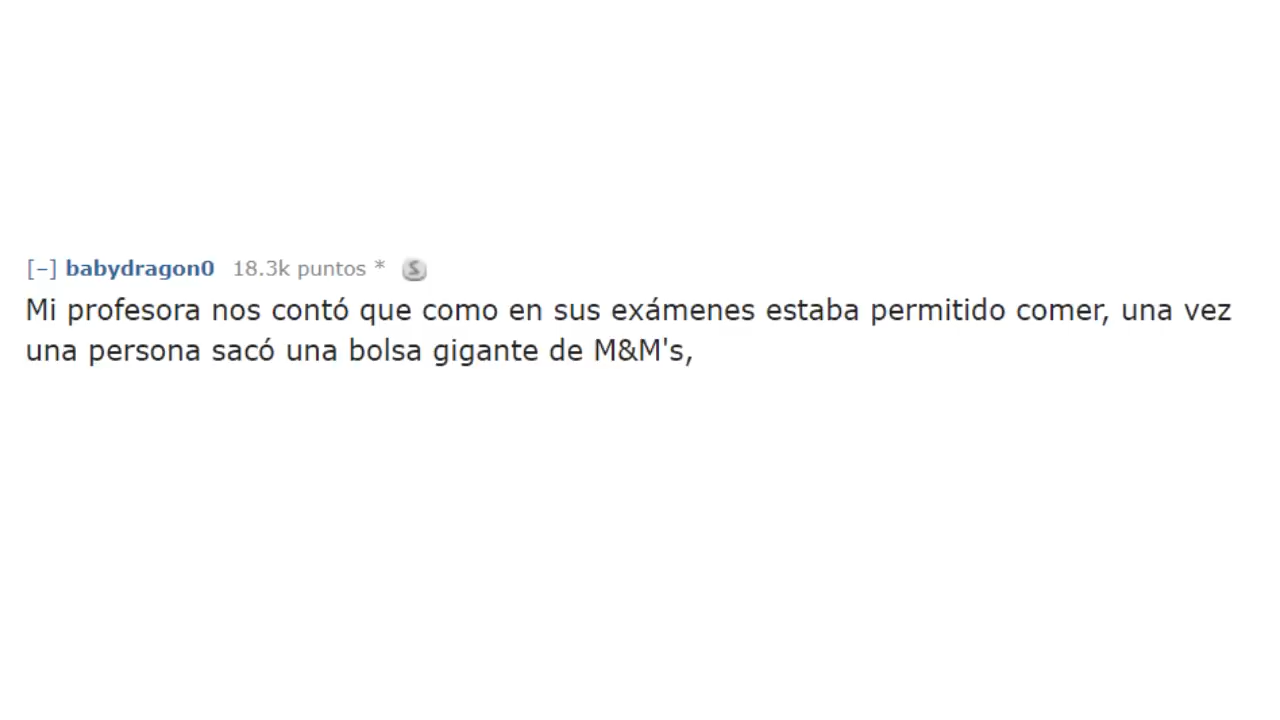 [–] babydragon0 18.3k puntos * S
Mi profesora nos contó que como en sus exámenes estaba permitido comer, una vez
una persona sacó una bolsa gigante de M&M's,